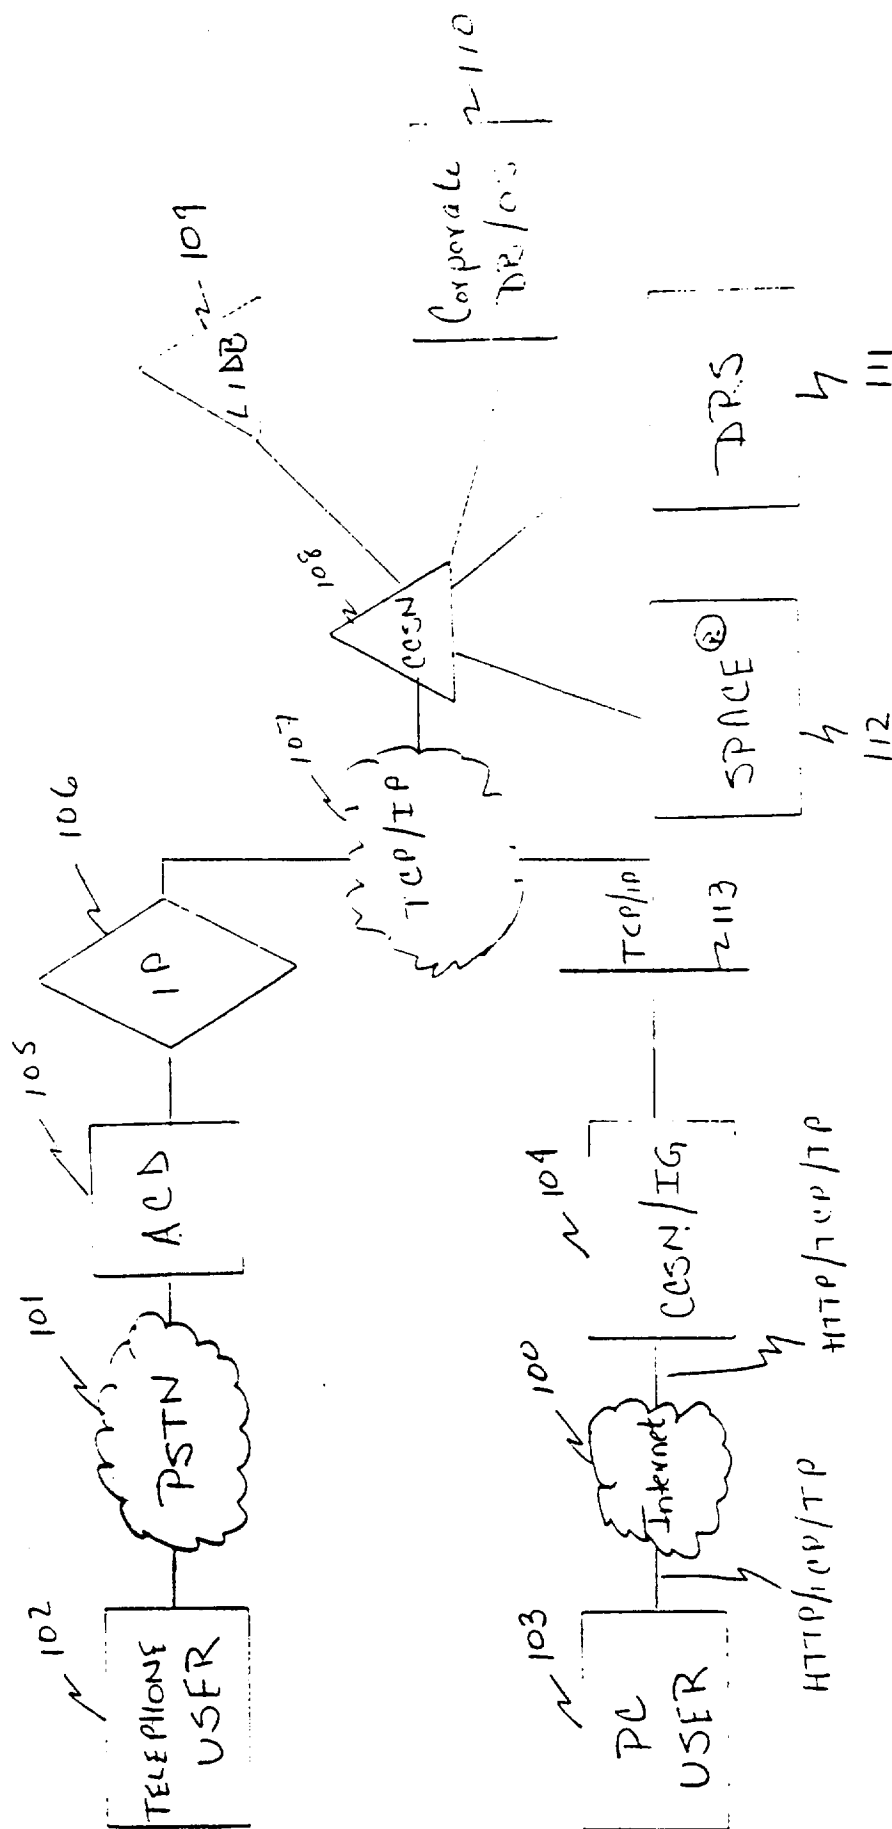 102
TELEPHONE
USER
101
PSTN
105
ACD
106
IP
107
TCP/IP
108
CCSN
109
LIDB
110
Corporate
111
DRS
112
SPACE®
113
TCP/IP
104
CCSN/IG
HTTP/TCP/IP
100
Internet
HTTP/TCP/IP
103
PC
USER